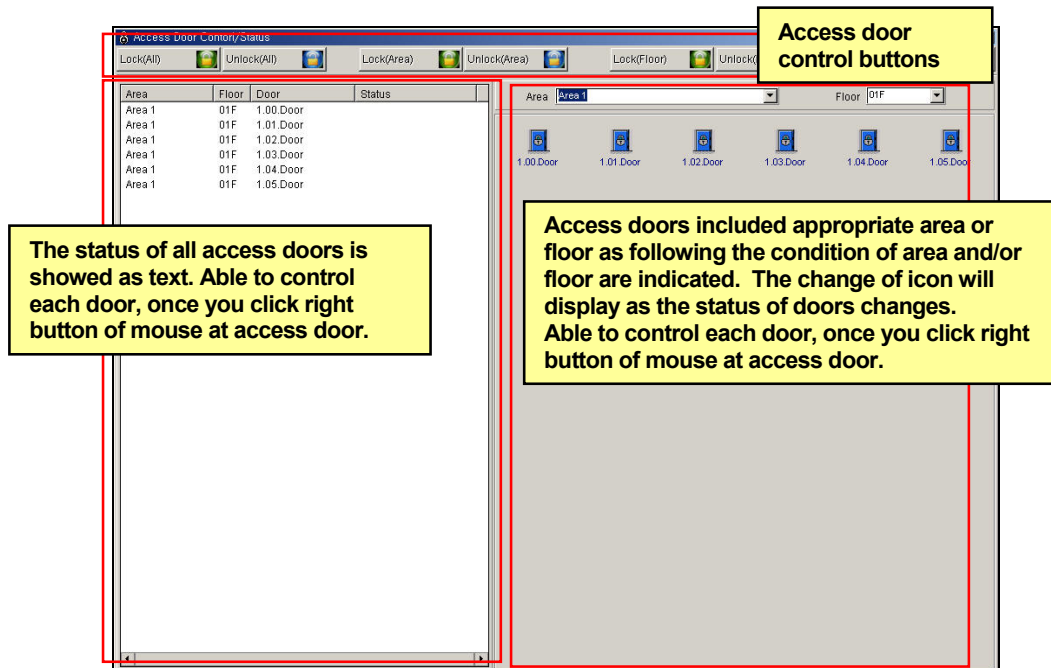 Access Door Contorl/Status
Access door
control buttons
Lock(All) Unlock(All) Lock(Area) Unlock(Area) Lock(Floor)
Area Floor Door Status
Area 1 01F 1.00.Door
Area 1 01F 1.01.Door
Area 1 01F 1.02.Door
Area 1 01F 1.03.Door
Area 1 01F 1.04.Door
Area 1 01F 1.05.Door
Area Area 1 Floor 01F
1.00.Door 1.01.Door 1.02.Door 1.03.Door 1.04.Door 1.05.Door
The status of all access doors is
showed as text. Able to control
each door, once you click right
button of mouse at access door.
Access doors included appropriate area or
floor as following the condition of area and/or
floor are indicated. The change of icon will
display as the status of doors changes.
Able to control each door, once you click right
button of mouse at access door.